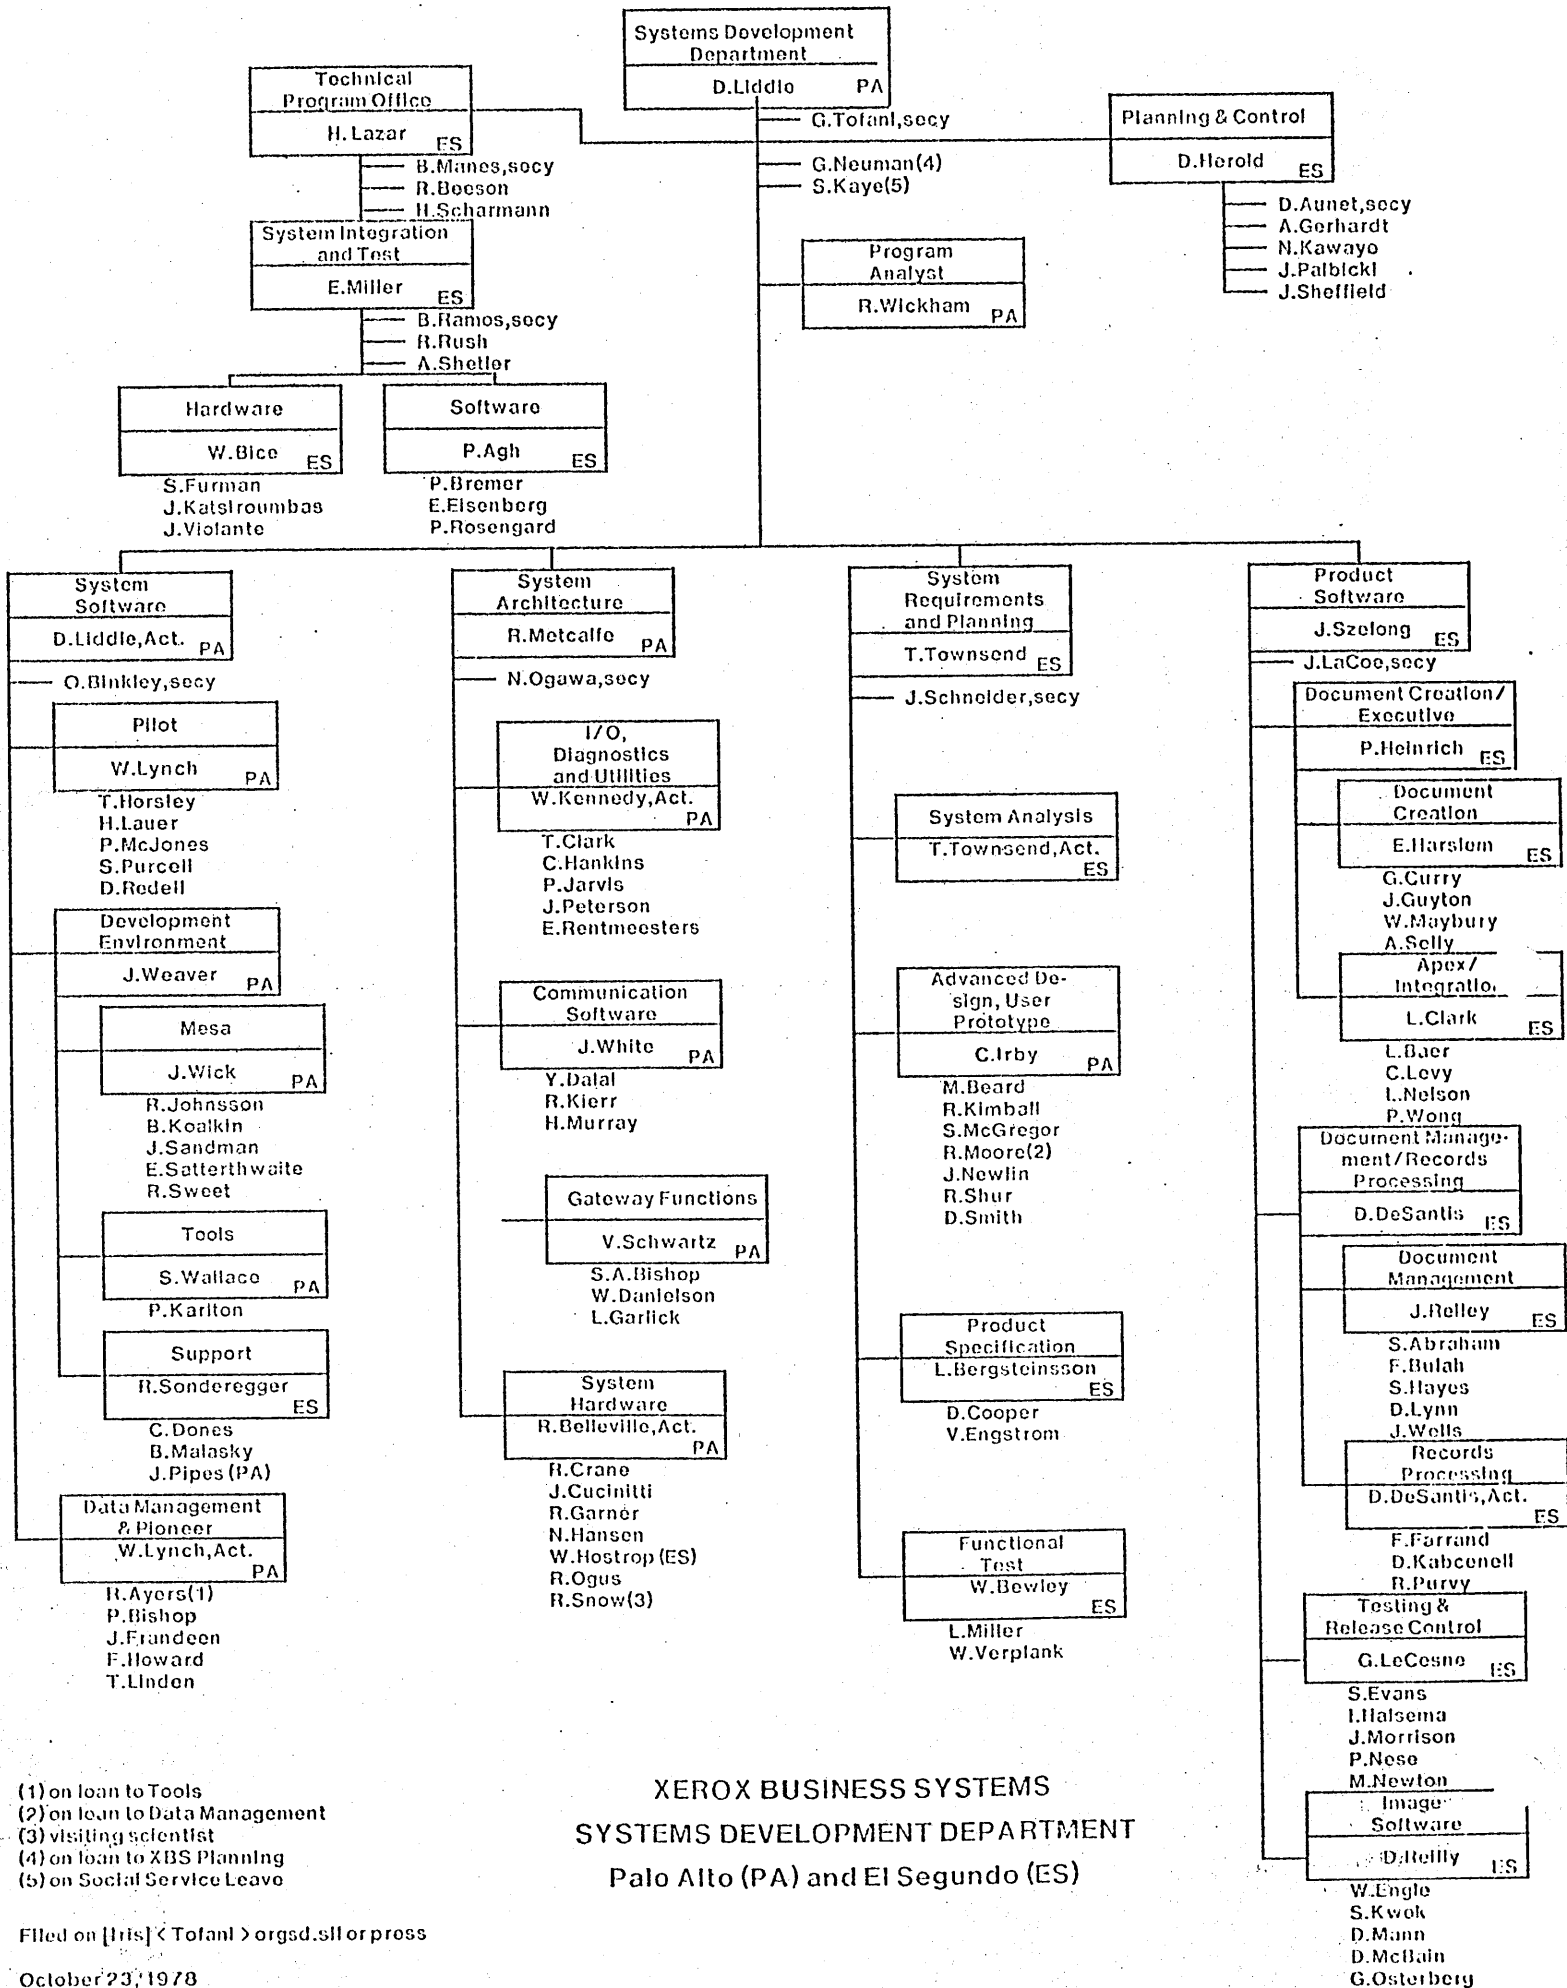 Systems Development
Department
D.Liddle PA
G.Tofani,secy
G.Neuman(4)
S.Kaye(5)
Technical
Program Office
H.Lazar ES
B.Manes,secy
R.Beeson
H.Scharmann
System Integration
and Test
E.Miller ES
B.Ramos,secy
R.Rush
A.Shetler
Hardware
W.Bice ES
S.Furman
J.Katsiroumbas
J.Violante
Software
P.Agh ES
P.Bremer
E.Eisenberg
P.Rosengard
Planning & Control
D.Herold ES
D.Aunet,secy
A.Gerhardt
N.Kawayo
J.Palbicki
J.Sheffield
Program
Analyst
R.Wickham PA
System
Software
D.Liddle,Act. PA
O.Binkley,secy
Pilot
W.Lynch PA
T.Horsley
H.Lauer
P.McJones
S.Purcell
D.Redell
Development
Environment
J.Weaver PA
Mesa
J.Wick PA
R.Johnsson
B.Koalkin
J.Sandman
E.Satterthwaite
R.Sweet
Tools
S.Wallace PA
P.Karlton
Support
R.Sonderegger
ES
C.Dones
B.Malasky
J.Pipes (PA)
Data Management
& Pioneer
W.Lynch,Act.
PA
R.Ayers(1)
P.Bishop
J.Frandeen
F.Howard
T.Linden
System
Architecture
R.Metcalfe PA
N.Ogawa,secy
I/O,
Diagnostics
and Utilities
W.Kennedy,Act.
PA
T.Clark
C.Hankins
P.Jarvis
J.Peterson
E.Rentmeesters
Communication
Software
J.White PA
Y.Dalal
R.Kierr
H.Murray
Gateway Functions
V.Schwartz PA
S.A.Bishop
W.Danielson
L.Garlick
System
Hardware
R.Belleville,Act.
PA
R.Crane
J.Cucinitti
R.Garner
N.Hansen
W.Hostrop (ES)
R.Ogus
R.Snow(3)
System
Requirements
and Planning
T.Townsend ES
J.Schneider,secy
System Analysis
T.Townsend,Act.
ES
Advanced De-
sign, User
Prototype
C.Irby PA
M.Beard
R.Kimball
S.McGregor
R.Moore(2)
J.Newlin
R.Shur
D.Smith
Product
Specification
L.Bergsteinsson
ES
D.Cooper
V.Engstrom
Functional
Test
W.Bewley
ES
L.Miller
W.Verplank
Product
Software
J.Szelong ES
J.LaCoe,secy
Document Creation/
Executive
P.Heinrich ES
Document
Creation
E.Harslem ES
G.Curry
J.Guyton
W.Maybury
A.Selly
Apex/
Integratio
L.Clark ES
L.Baer
C.Levy
L.Nelson
P.Wong
Document Manage-
ment/Records
Processing
D.DeSantis ES
Document
Management
J.Reiley ES
S.Abraham
F.Bulah
S.Hayes
D.Lynn
J.Wells
Records
Processing
D.DeSantis,Act.
ES
F.Farrand
D.Kabcenell
R.Purvy
Testing &
Release Control
G.LeCesne ES
S.Evans
I.Halsema
J.Morrison
P.Nese
M.Newton
Image
Software
D.Reilly ES
W.Engle
S.Kwok
D.Mann
D.McBain
G.Osterberg
(1) on loan to Tools
(2) on loan to Data Management
(3) visiting scientist
(4) on loan to XBS Planning
(5) on Social Service Leave
Filed on [Iris]<Tofani>orgsd.sil or press
October 23, 1978
XEROX BUSINESS SYSTEMS
SYSTEMS DEVELOPMENT DEPARTMENT
Palo Alto (PA) and El Segundo (ES)